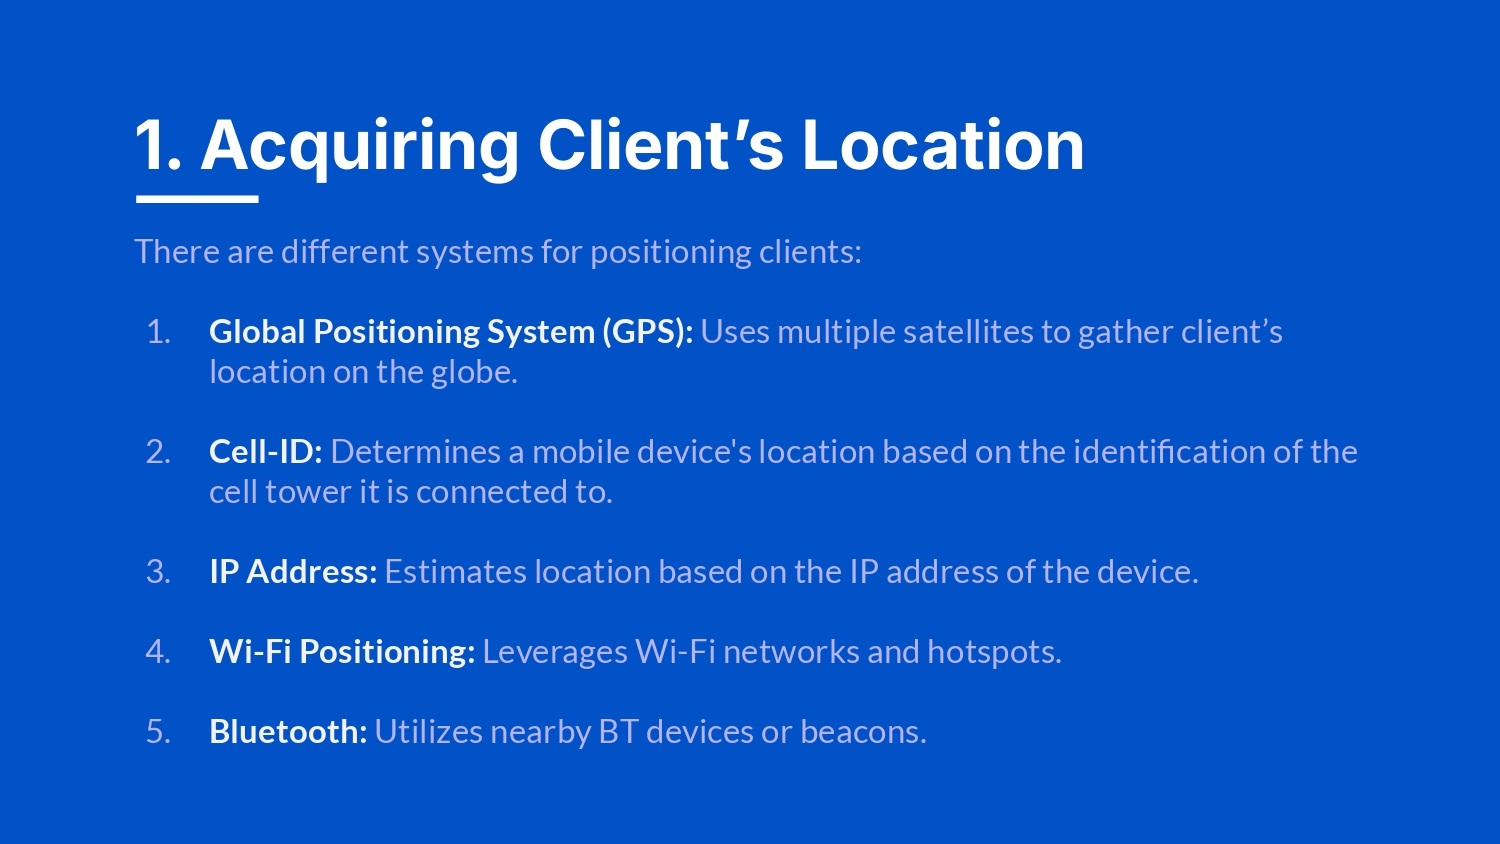 1. Acquiring Client’s Location
There are different systems for positioning clients:
1. Global Positioning System (GPS): Uses multiple satellites to gather client’s
location on the globe.
2. Cell-ID: Determines a mobile device's location based on the identification of the
cell tower it is connected to.
3. IP Address: Estimates location based on the IP address of the device.
4. Wi-Fi Positioning: Leverages Wi-Fi networks and hotspots.
5. Bluetooth: Utilizes nearby BT devices or beacons.